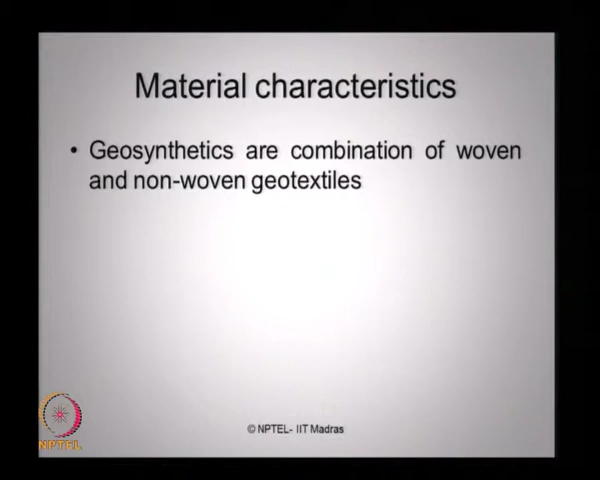 Material characteristics
• Geosynthetics are combination of woven
and non-woven geotextiles
NPTEL
© NPTEL- IIT Madras